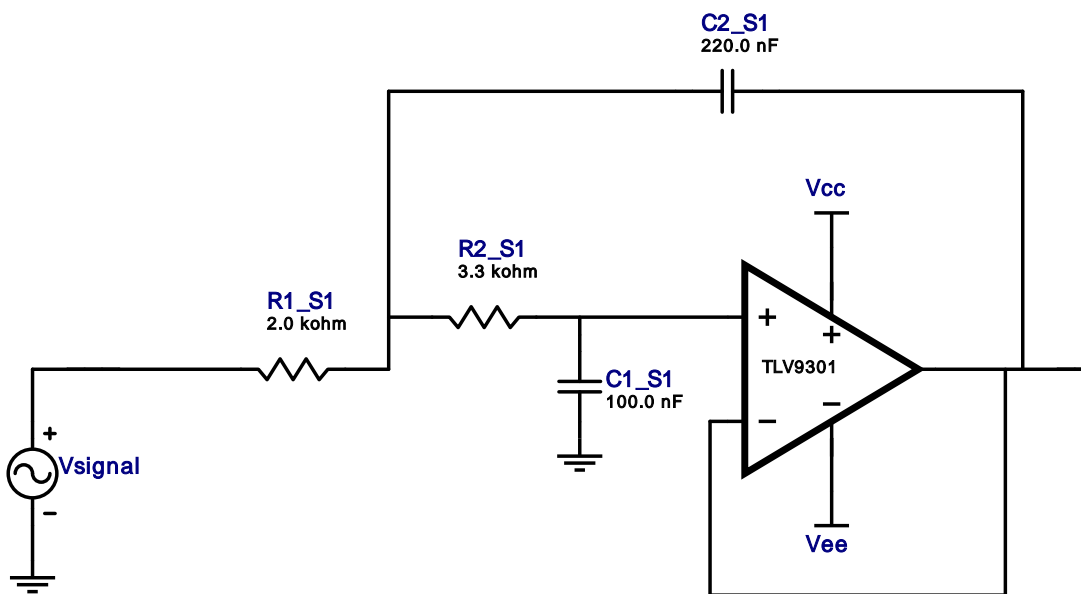 C2_S1
220.0 nF
Vcc
R2_S1
3.3 kohm
R1_S1
2.0 kohm
+
+
TLV9301
C1_S1
100.0 nF
−
−
+
Vsignal
−
Vee